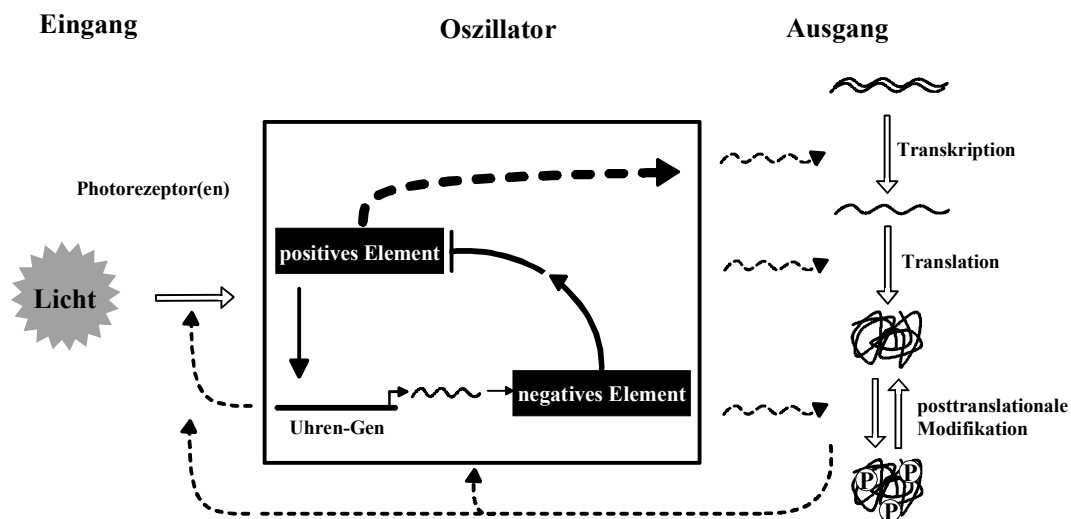 Eingang
Oszillator
Ausgang
Transkription
Photorezeptor(en)
positives Element
Translation
Licht
negatives Element
Uhren-Gen
posttranslationale
Modifikation
P
P
P